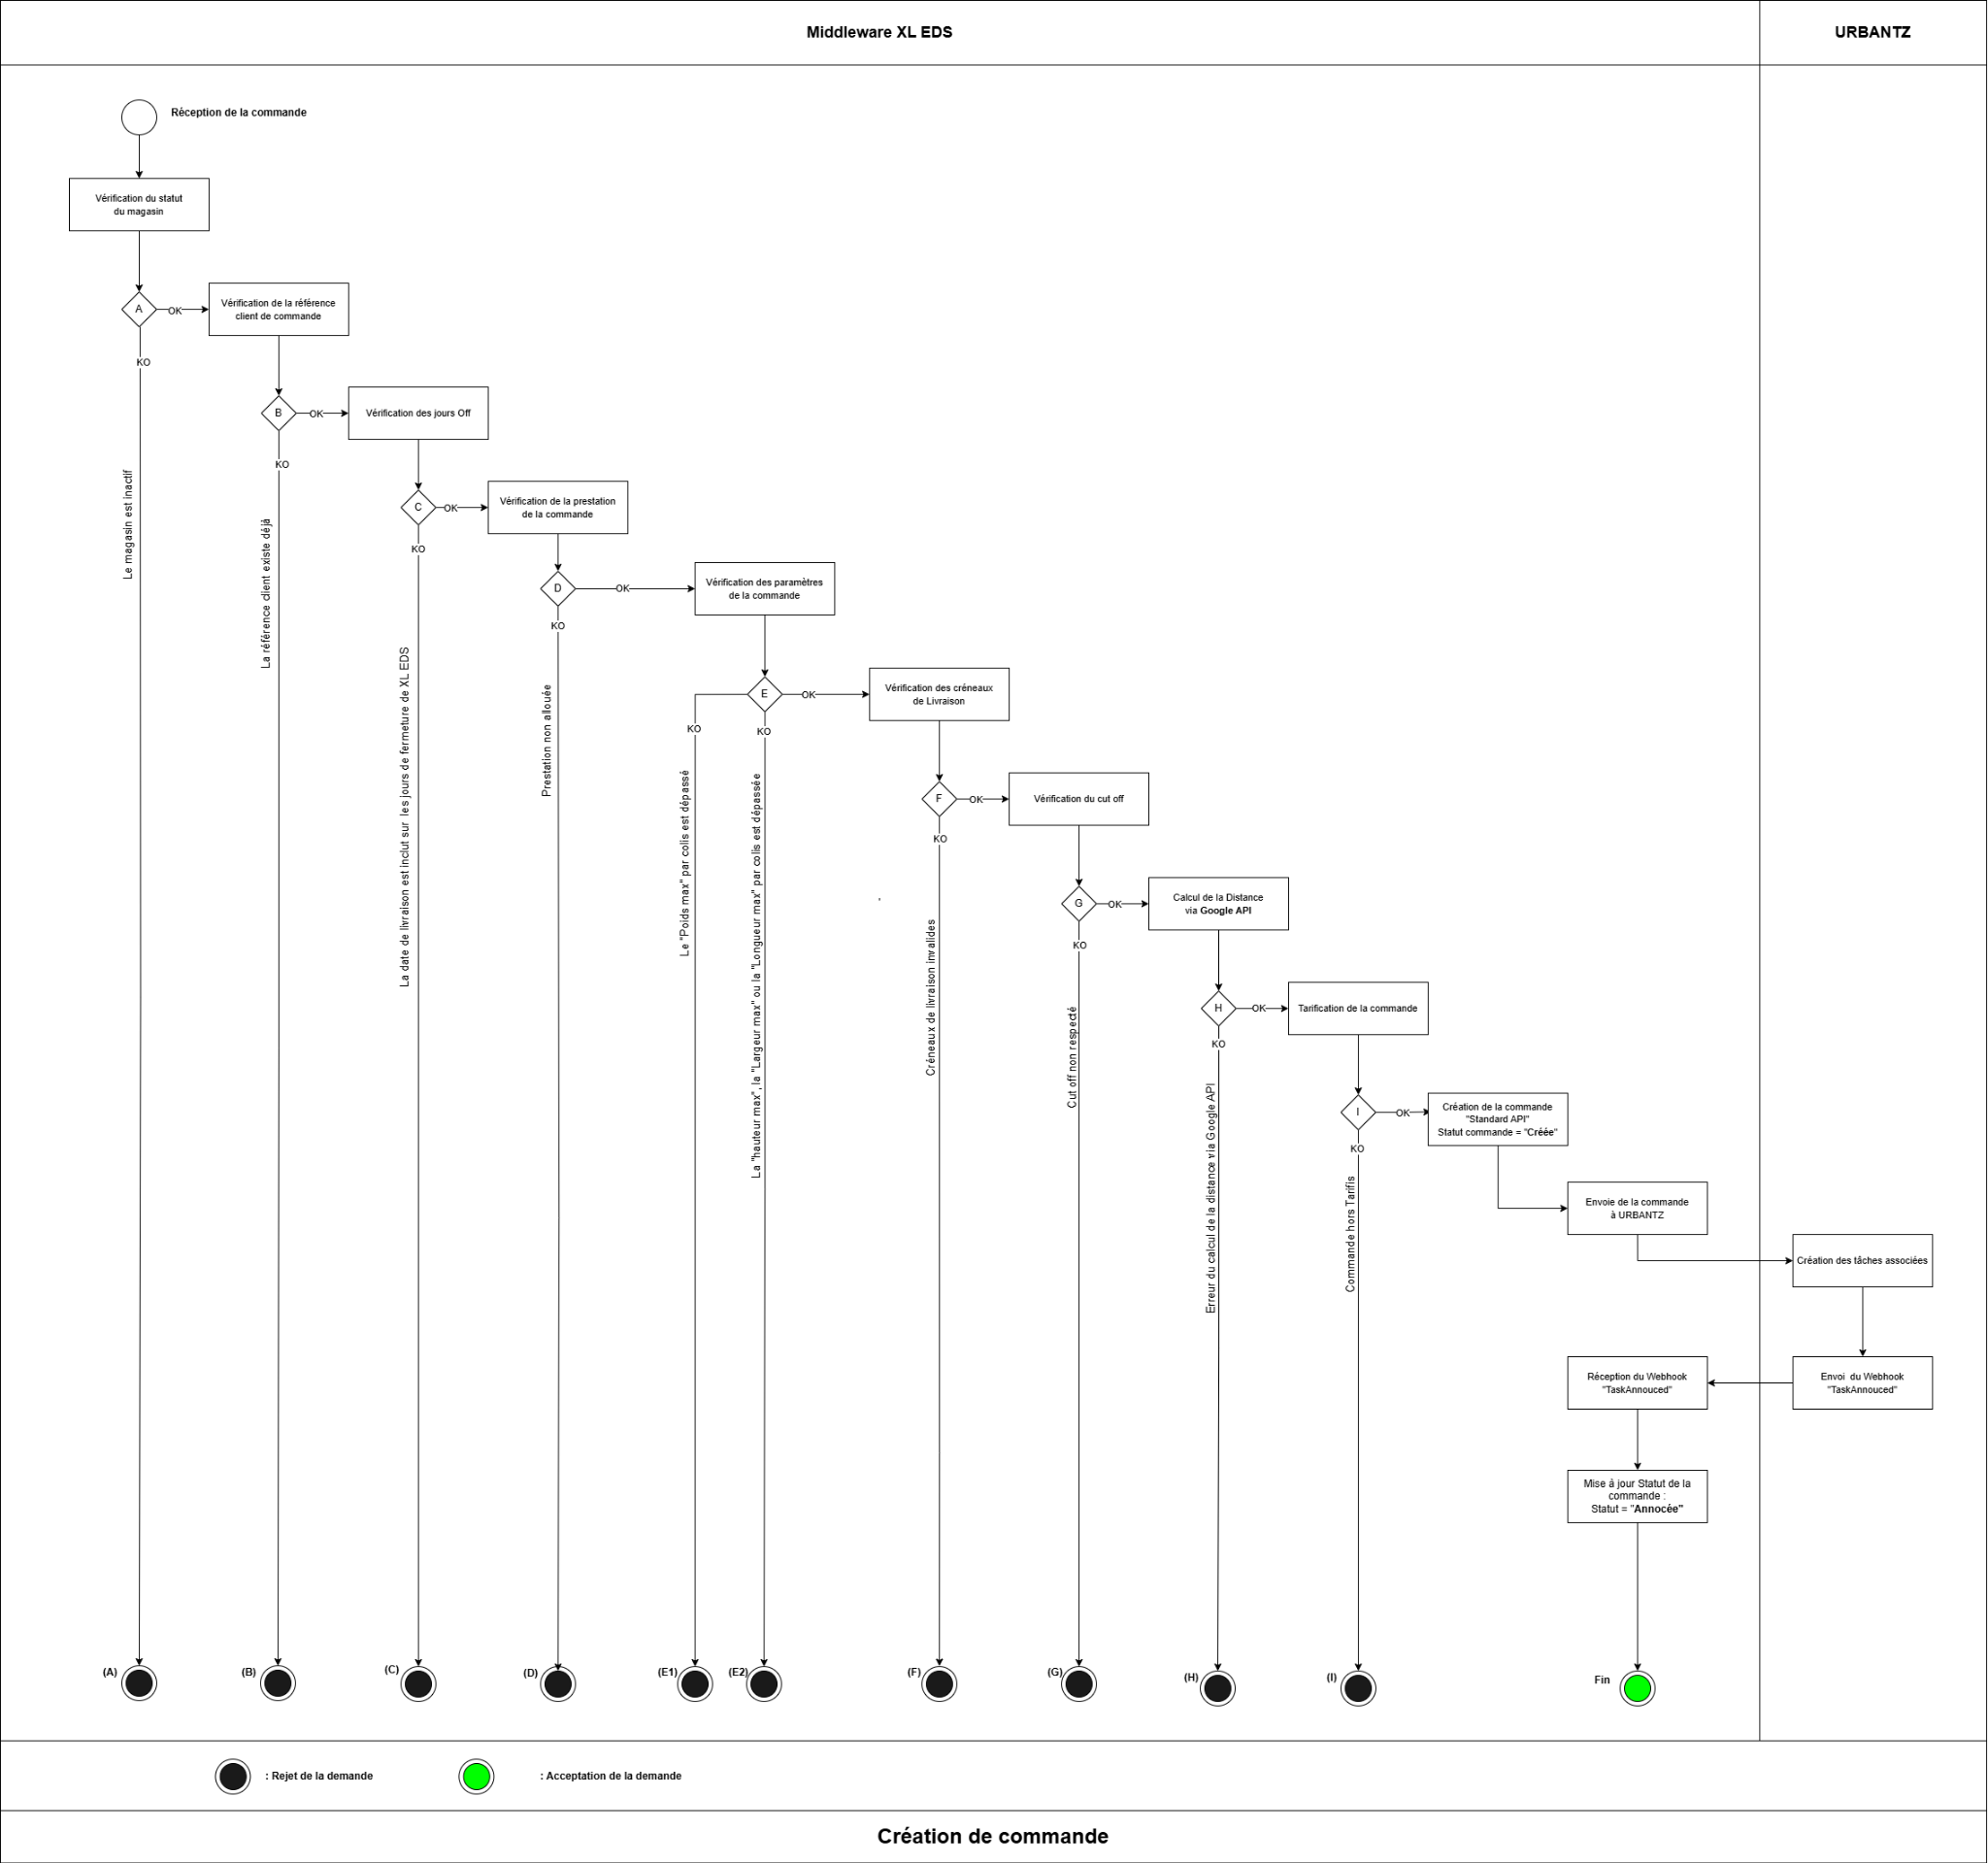 Middleware XL EDS
URBANTZ
Réception de la commande
Vérification du statut
du magasin
A
OK
Vérification de la référence
client de commande
KO
Le magasin est inactif
B
OK
Vérification des jours Off
KO
La référence client existe déjà
C
OK
Vérification de la prestation
de la commande
KO
La date de livraison est inclut sur les jours de fermeture de XL EDS
D
OK
Vérification des paramètres
de la commande
KO
Prestation non allouée
E
OK
Vérification des créneaux
de Livraison
KO
Le "Poids max" par colis est dépassé
KO
La "hauteur max", la "Largeur max" ou la "Longueur max" par colis est dépassée
F
OK
Vérification du cut off
KO
Créneaux de livraison invalides
G
OK
Calcul de la Distance
via Google API
KO
Cut off non respecté
H
OK
Tarification de la commande
KO
Erreur du calcul de la distance via Google API
I
OK
Création de la commande
"Standard API"
Statut commande = "Créée"
KO
Commande hors Tarifis
Envoie de la commande
à URBANTZ
Création des tâches associées
Envoi du Webhook
"TaskAnnouced"
Réception du Webhook
"TaskAnnouced"
Mise à jour Statut de la
commande :
Statut = "Annocée"
(A)
(B)
(C)
(D)
(E1)
(E2)
(F)
(G)
(H)
(I)
Fin
: Rejet de la demande
: Acceptation de la demande
Création de commande